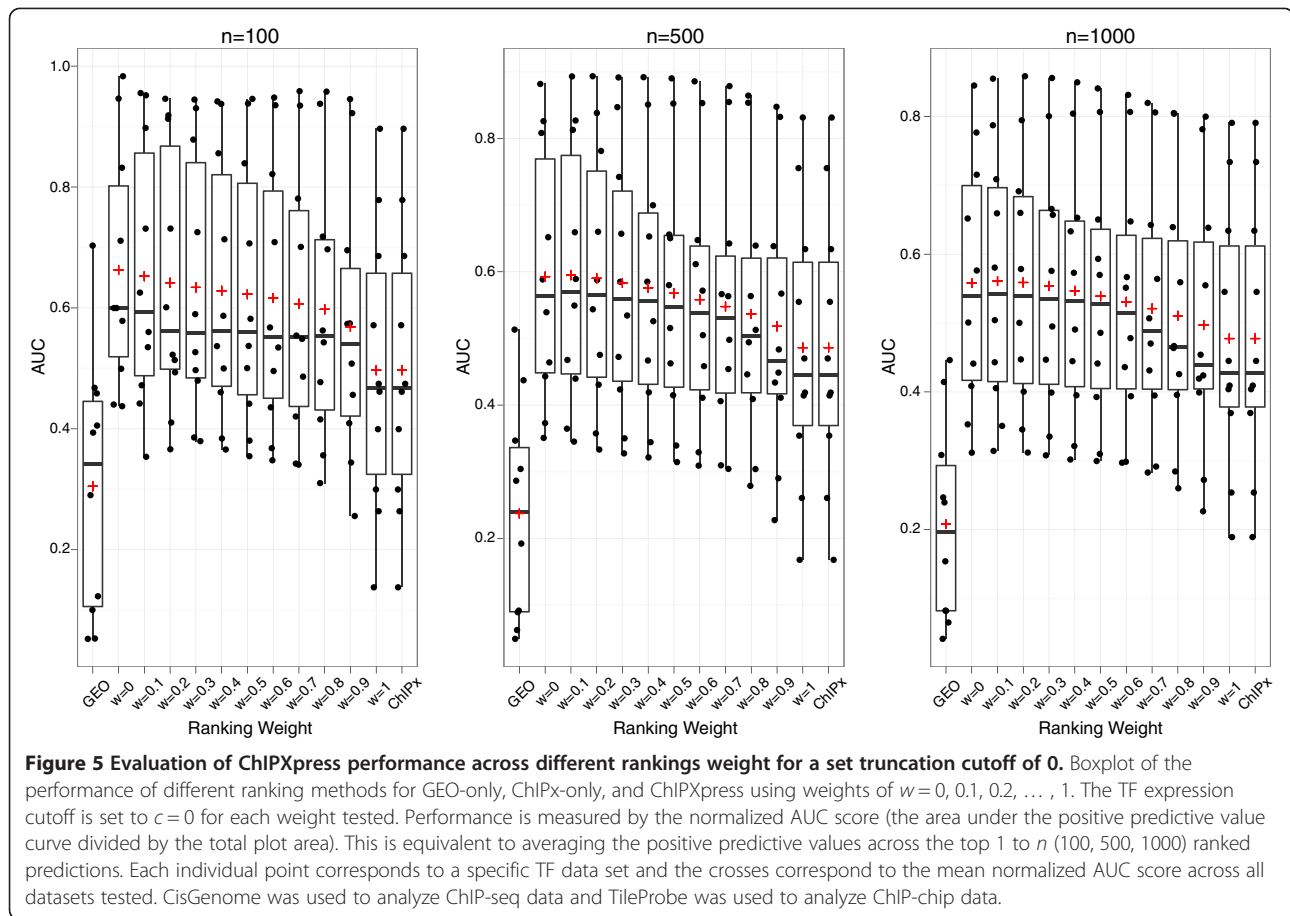 n=100
n=500
n=1000
AUC
1.0
0.8
0.6
0.4
0.2
GEO
w=0
w=0.1
w=0.2
w=0.3
w=0.4
w=0.5
w=0.6
w=0.7
w=0.8
w=0.9
w=1
ChIPx
Ranking Weight
AUC
0.8
0.6
0.4
0.2
GEO
w=0
w=0.1
w=0.2
w=0.3
w=0.4
w=0.5
w=0.6
w=0.7
w=0.8
w=0.9
w=1
ChIPx
Ranking Weight
AUC
0.8
0.6
0.4
0.2
GEO
w=0
w=0.1
w=0.2
w=0.3
w=0.4
w=0.5
w=0.6
w=0.7
w=0.8
w=0.9
w=1
ChIPx
Ranking Weight
Figure 5 Evaluation of ChIPXpress performance across different rankings weight for a set truncation cutoff of 0. Boxplot of the
performance of different ranking methods for GEO-only, ChIPx-only, and ChIPXpress using weights of w = 0, 0.1, 0.2, … , 1. The TF expression
cutoff is set to c = 0 for each weight tested. Performance is measured by the normalized AUC score (the area under the positive predictive value
curve divided by the total plot area). This is equivalent to averaging the positive predictive values across the top 1 to n (100, 500, 1000) ranked
predictions. Each individual point corresponds to a specific TF data set and the crosses correspond to the mean normalized AUC score across all
datasets tested. CisGenome was used to analyze ChIP-seq data and TileProbe was used to analyze ChIP-chip data.